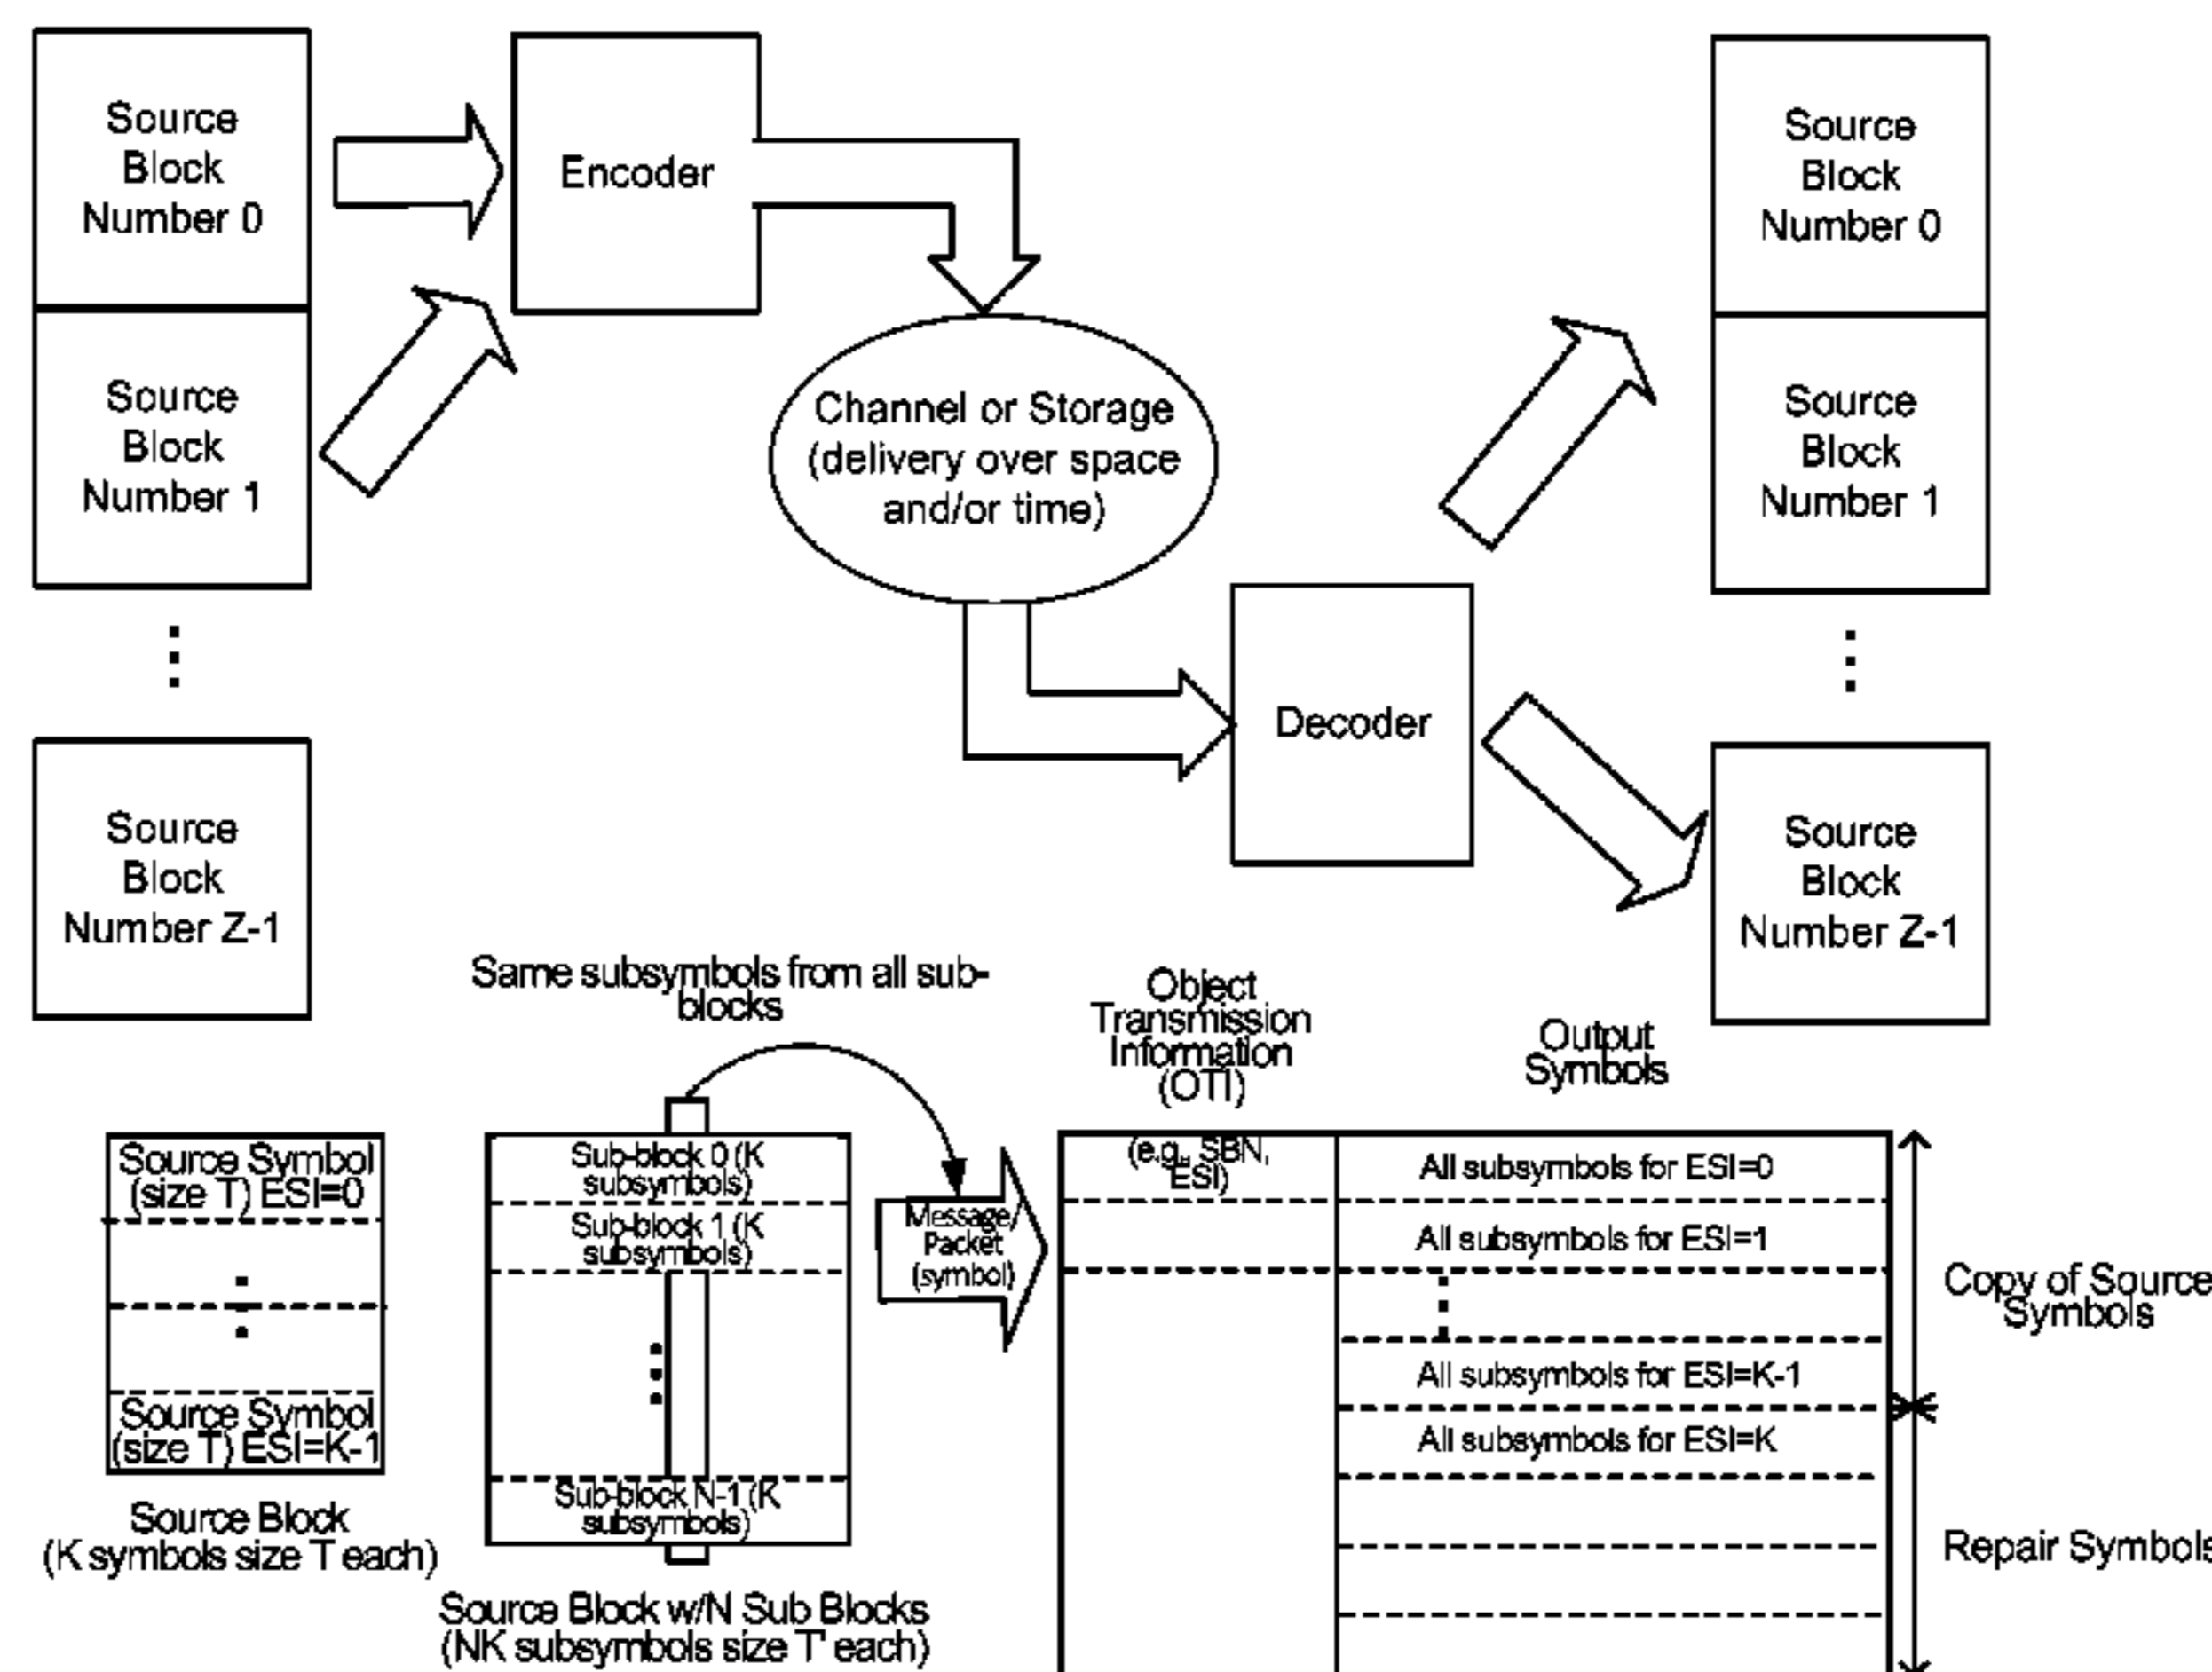 Source
Block
Number 0
Source
Block
Number 1
Source
Block
Number Z-1
Encoder
Channel or Storage
(delivery over space
and/or time)
Decoder
Source
Block
Number 0
Source
Block
Number 1
Source
Block
Number Z-1
Source Symbol
(size T) ESI=0
Source Symbol
(size T) ESI=K-1
Source Block
(K symbols size T each)
Same subsymbols from all sub-
blocks
Sub-block 0 (K
subsymbols)
Sub-block 1 (K
subsymbols)
Sub-block N-1 (K
subsymbols)
Source Block w/N Sub Blocks
(NK subsymbols size T' each)
Message/
Packet
(symbol)
Object
Transmission
Information
(OTI)
(e.g., SBN,
ESI)
Output
Symbols
All subsymbols for ESI=0
All subsymbols for ESI=1
All subsymbols for ESI=K-1
All subsymbols for ESI=K
Copy of Source
Symbols
Repair Symbols